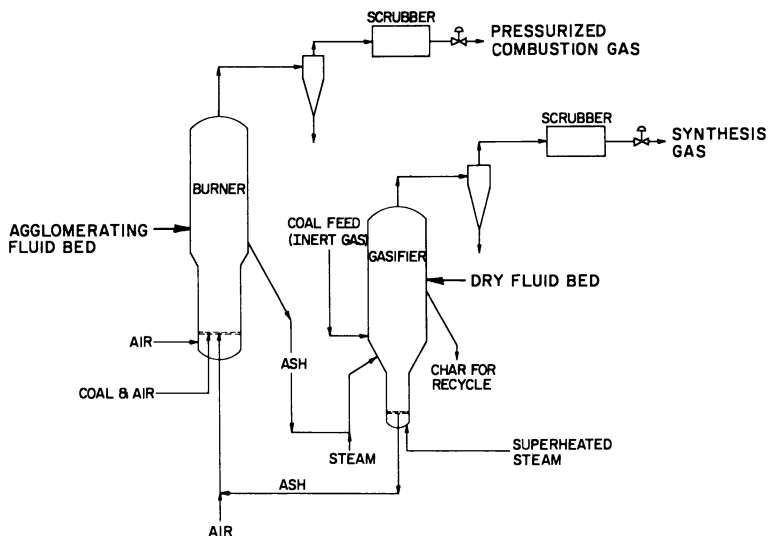 SCRUBBER
PRESSURIZED
COMBUSTION GAS
SCRUBBER
SYNTHESIS
GAS
BURNER
AGGLOMERATING
FLUID BED
COAL FEED
(INERT GAS)
GASIFIER
DRY FLUID BED
AIR
ASH
CHAR FOR
RECYCLE
COAL & AIR
STEAM
SUPERHEATED
STEAM
ASH
AIR